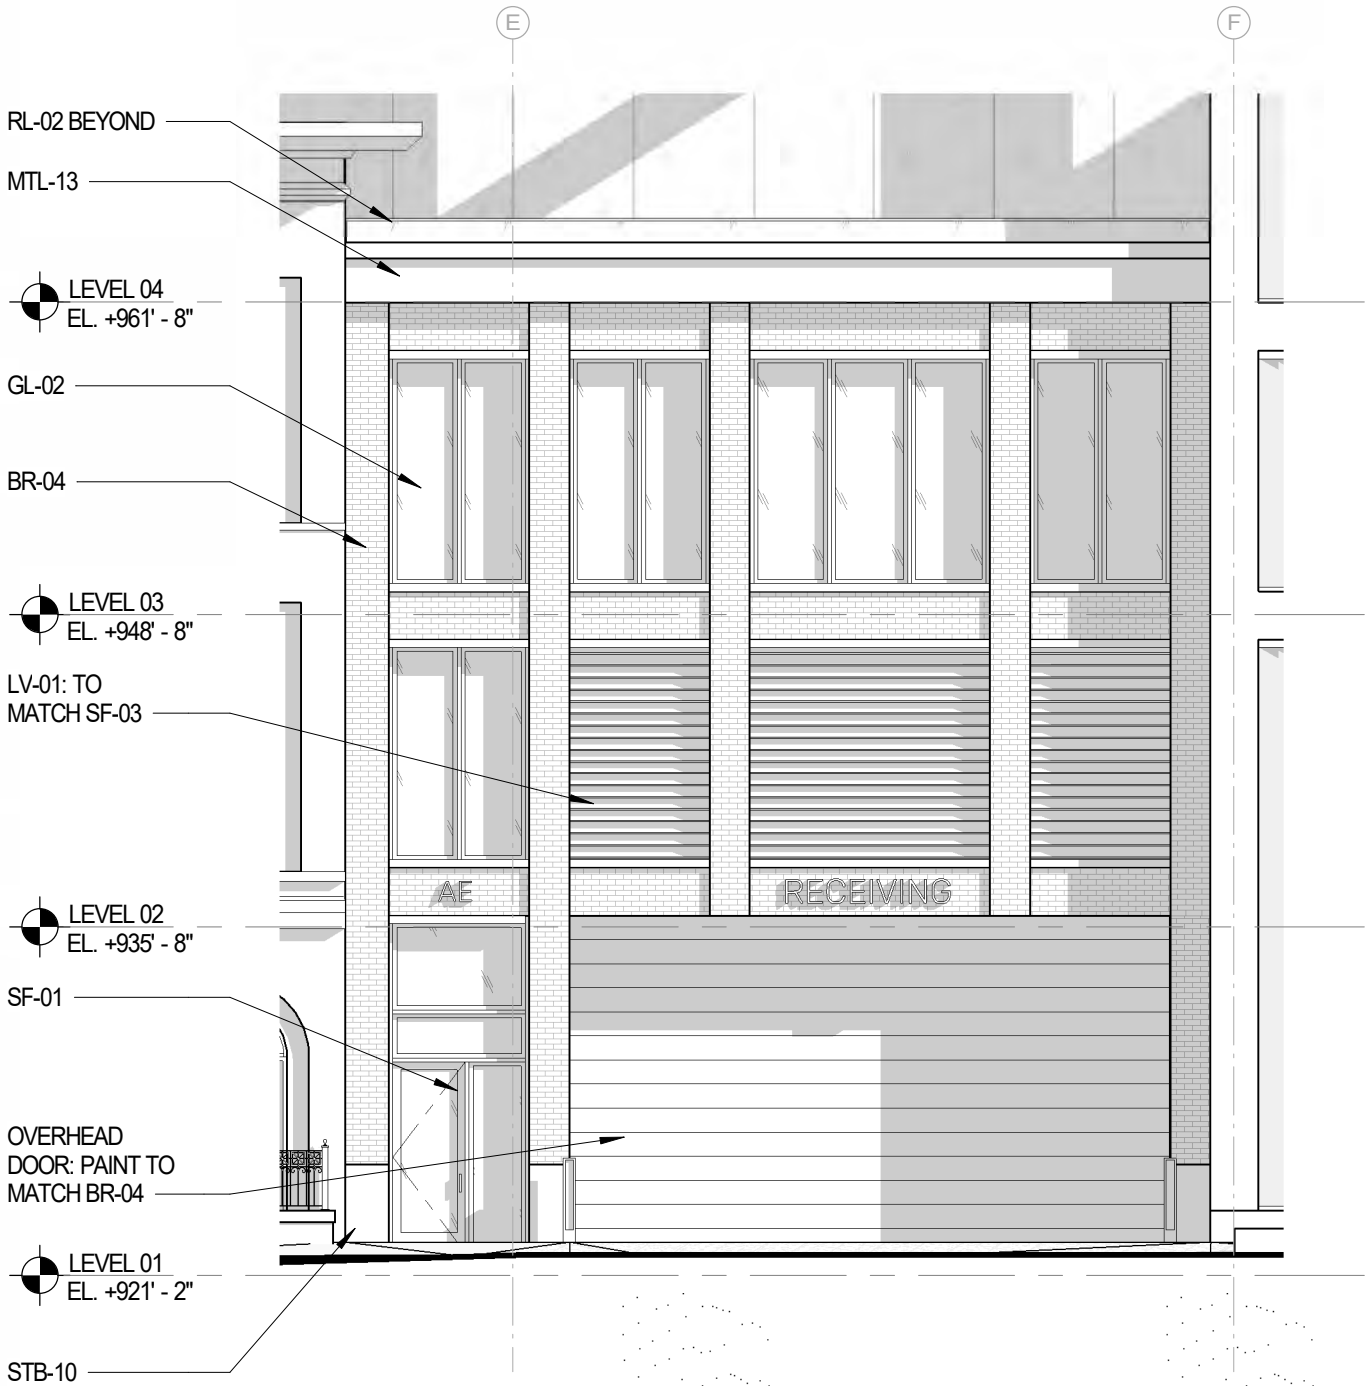 E
F
RL-02 BEYOND
MTL-13
LEVEL 04
EL. +961' - 8"
GL-02
BR-04
LEVEL 03
EL. +948' - 8"
LV-01: TO
MATCH SF-03
AE
RECEIVING
LEVEL 02
EL. +935' - 8"
SF-01
OVERHEAD
DOOR: PAINT TO
MATCH BR-04
LEVEL 01
EL. +921' - 2"
STB-10